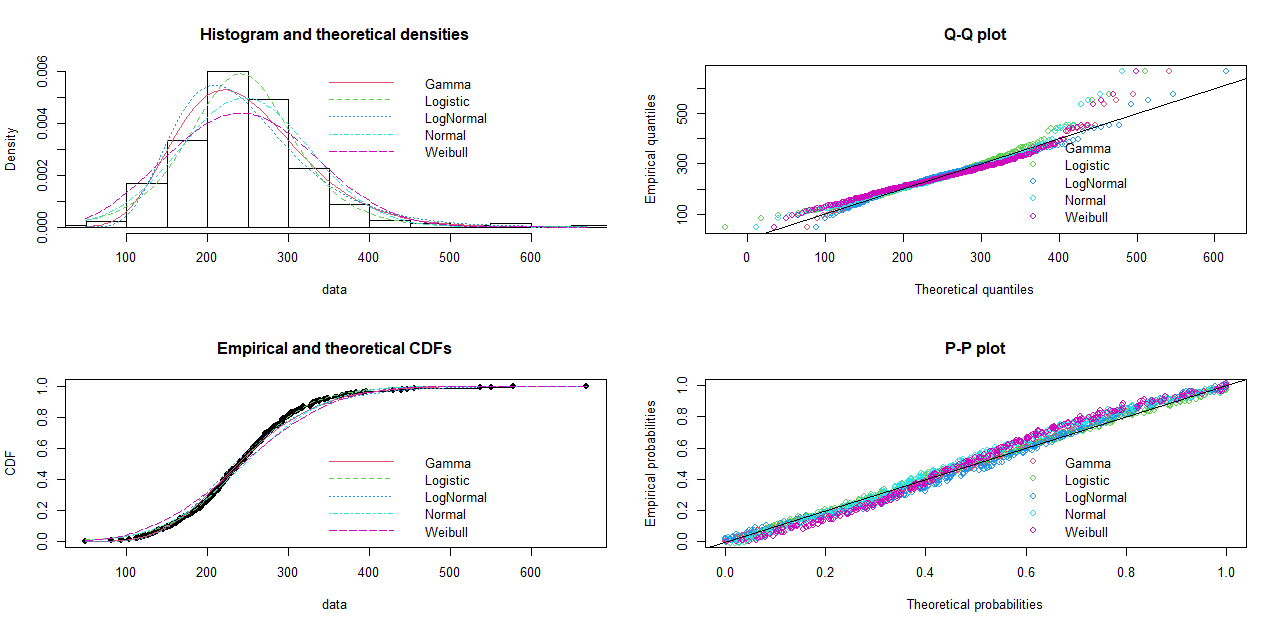 Histogram and theoretical densities
Density
0.000
0.002
0.004
0.006
Gamma
Logistic
LogNormal
Normal
Weibull
100 200 300 400 500 600
data
Q-Q plot
Empirical quantiles
100
300
500
Gamma
Logistic
LogNormal
Normal
Weibull
0 100 200 300 400 500 600
Theoretical quantiles
Empirical and theoretical CDFs
CDF
0.0
0.2
0.4
0.6
0.8
1.0
Gamma
Logistic
LogNormal
Normal
Weibull
100 200 300 400 500 600
data
P-P plot
Empirical probabilities
0.0
0.2
0.4
0.6
0.8
1.0
Gamma
Logistic
LogNormal
Normal
Weibull
0.0 0.2 0.4 0.6 0.8 1.0
Theoretical probabilities